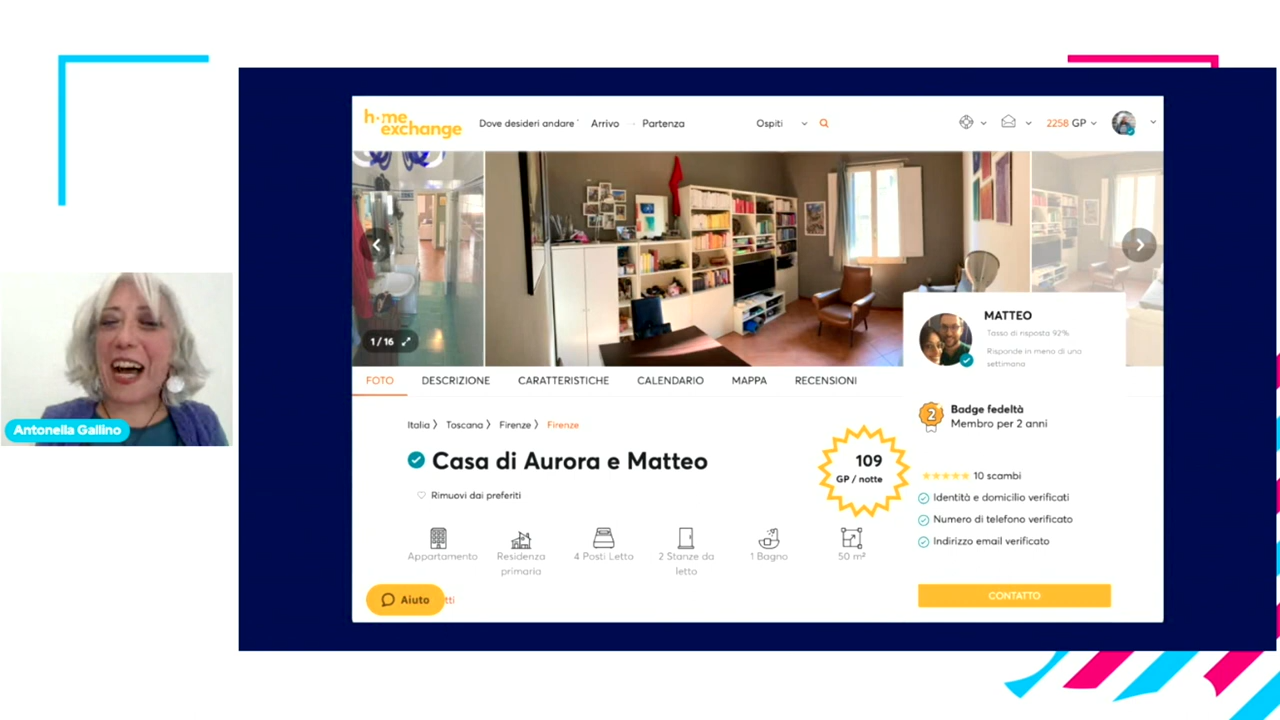 home
exchange
Dove desideri andare
Arrivo
Partenza
Ospiti
2258 GP
1 / 16
MATTEO
Tasso di risposta 92%
Risponde in meno di una
settimana
FOTO
DESCRIZIONE
CARATTERISTICHE
CALENDARIO
MAPPA
RECENSIONI
Antonella Gallino
2
Badge fedeltà
Membro per 2 anni
Italia 〉 Toscana 〉 Firenze 〉 Firenze
Casa di Aurora e Matteo
109
GP / notte
Rimuovi dai preferiti
10 scambi
Identità e domicilio verificati
Numero di telefono verificato
Indirizzo email verificato
Appartamento
Residenza
primaria
4 Posti Letto
2 Stanze da
letto
1 Bagno
50 m²
Aiuto
tti
CONTATTO